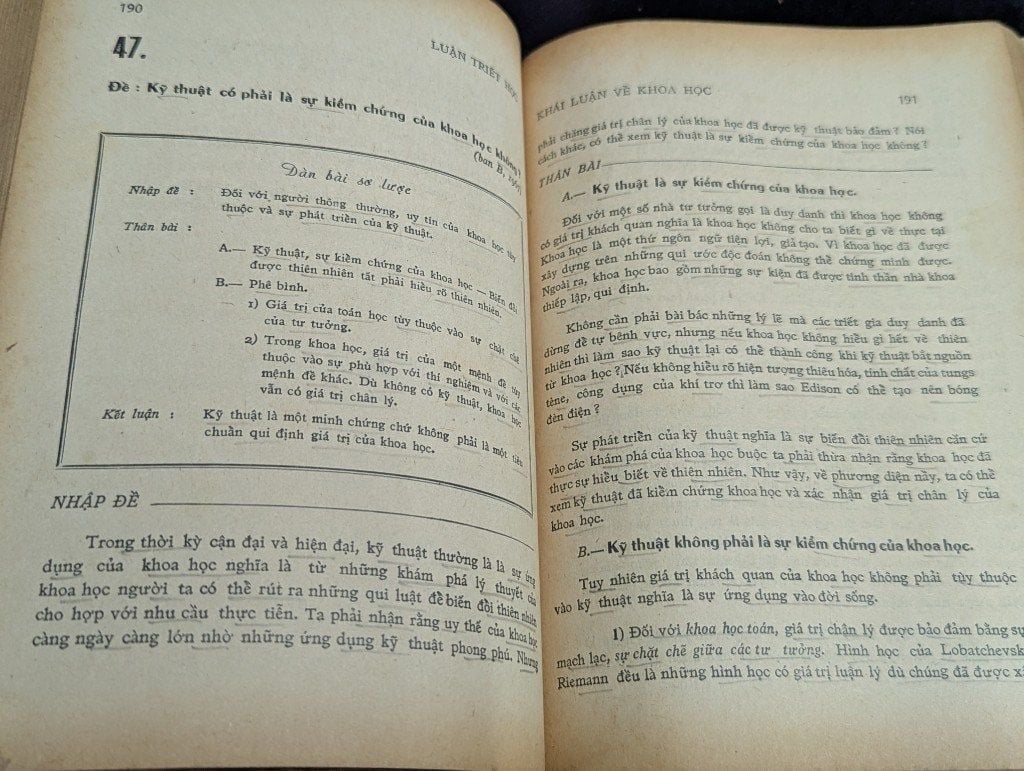 190
LUẬN TRIẾT HỌC
47.
Đề : Kỹ thuật có phải là sự kiểm chứng của khoa học không?
(ban B, 1965)
Dàn bài sơ lược
Nhập đề : Đối với người thông thường, uy tín của khoa học tùy
thuộc và sự phát triển của kỹ thuật.
Thân bài :
A.— Kỹ thuật, sự kiểm chứng của khoa học — Biến đổi
được thiên nhiên tất phải hiểu rõ thiên nhiên.
B.— Phê bình.
1) Giá trị của toán học tùy thuộc vào sự chặt chẽ
của tư tưởng.
2) Trong khoa học, giá trị của một mệnh đề tùy
thuộc vào sự phù hợp với thí nghiệm và với các
mệnh đề khác. Dù không có kỹ thuật, khoa học
vẫn có giá trị chân lý.
Kết luận : Kỹ thuật là một minh chứng chứ không phải là một tiêu
chuẩn qui định giá trị của khoa học.
NHẬP ĐỀ
Trong thời kỳ cận đại và hiện đại, kỹ thuật thường là là sự ứng
dụng của khoa học nghĩa là từ những khám phá lý thuyết của
khoa học người ta có thể rút ra những qui luật để biến đổi thiên nhiên
cho hợp với nhu cầu thực tiễn. Ta phải nhận rằng uy thế của khoa học
càng ngày càng lớn nhờ những ứng dụng kỹ thuật phong phú. Nhưng
KHÁI LUẬN VỀ KHOA HỌC
191
phải chăng giá trị chân lý của khoa học đã được kỹ thuật bảo đảm ? Nói
cách khác, có thể xem kỹ thuật là sự kiểm chứng của khoa học không ?
THÂN BÀI
A.— Kỹ thuật là sự kiểm chứng của khoa học.
Đối với một số nhà tư tưởng gọi là duy danh thì khoa học không
có giá trị khách quan nghĩa là khoa học không cho ta biết gì về thực tại
Khoa học là một thứ ngôn ngữ tiện lợi, giả tạo. Vì khoa học đã được
xây dựng trên những qui ước độc đoán không thể chứng minh được.
Ngoài ra, khoa học bao gồm những sự kiện đã được tinh thần nhà khoa
thiếp lập, qui định.
Không cần phải bài bác những lý lẽ mà các triết gia duy danh đã
dừng để tự bênh vực, nhưng nếu khoa học không hiểu gì hết về thiên
nhiên thì làm sao kỹ thuật lại có thể thành công khi kỹ thuật bắt nguồn
từ khoa học ? Nếu không hiểu rõ hiện tượng thiêu hóa, tính chất của tungs
tène, công dụng của khí trơ thì làm sao Edison có thể tạo nên bóng
đèn điện ?
Sự phát triển của kỹ thuật nghĩa là sự biến đổi thiên nhiên căn cứ
vào các khám phá của khoa học buộc ta phải thừa nhận rằng khoa học đã
thực sự hiểu biết về thiên nhiên. Như vậy, về phương diện này, ta có thể
xem kỹ thuật đã kiểm chứng khoa học và xác nhận giá trị chân lý của
khoa học.
B.— Kỹ thuật không phải là sự kiểm chứng của khoa học.
Tuy nhiên giá trị khách quan của khoa học không phải tùy thuộc
vào kỹ thuật nghĩa là sự ứng dụng vào đời sống.
1) Đối với khoa học toán, giá trị chân lý được bảo đảm bằng sự
mạch lạc, sự chặt chẽ giữa các tư tưởng. Hình học của Lobatchevsk
Riemann đều là những hình học có giá trị luận lý dù chúng đã được x